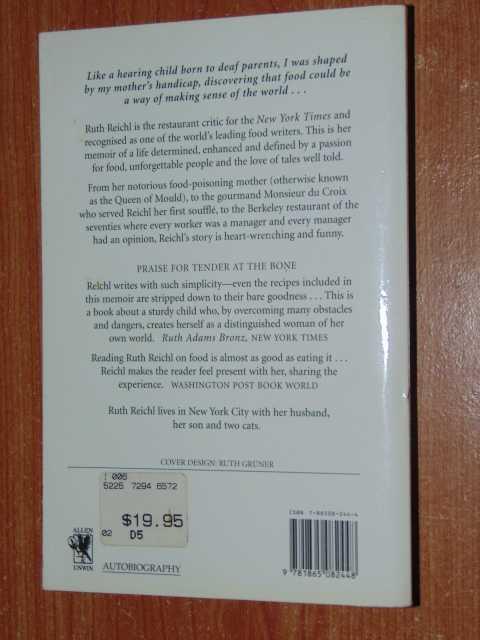 Like a hearing child born to deaf parents, I was shaped
by my mother's handicap, discovering that food could be
a way of making sense of the world . . .
Ruth Reichl is the restaurant critic for the New York Times and
recognised as one of the world's leading food writers. This is her
memoir of a life determined, enhanced and defined by a passion
for food, unforgettable people and the love of tales well told.
From her notorious food-poisoning mother (otherwise known
as the Queen of Mould), to the gourmand Monsieur du Croix
who served Reichl her first soufflé, to the Berkeley restaurant of the
seventies where every worker was a manager and every manager
had an opinion, Reichl's story is heart-wrenching and funny.
PRAISE FOR TENDER AT THE BONE
Reichl writes with such simplicity—even the recipes included in
this memoir are stripped down to their bare goodness . . . This is
a book about a sturdy child who, by overcoming many obstacles
and dangers, creates herself as a distinguished woman of her
own world. Ruth Adams Bronz, NEW YORK TIMES
Reading Ruth Reichl on food is almost as good as eating it . . .
Reichl makes the reader feel present with her, sharing the
experience. WASHINGTON POST BOOK WORLD
Ruth Reichl lives in New York City with her husband,
her son and two cats.
COVER DESIGN: RUTH GRÜNER
006
5225 7294 6572
$19.95
02 D5
ALLEN
UNWIN
AUTOBIOGRAPHY
9 781865 082448